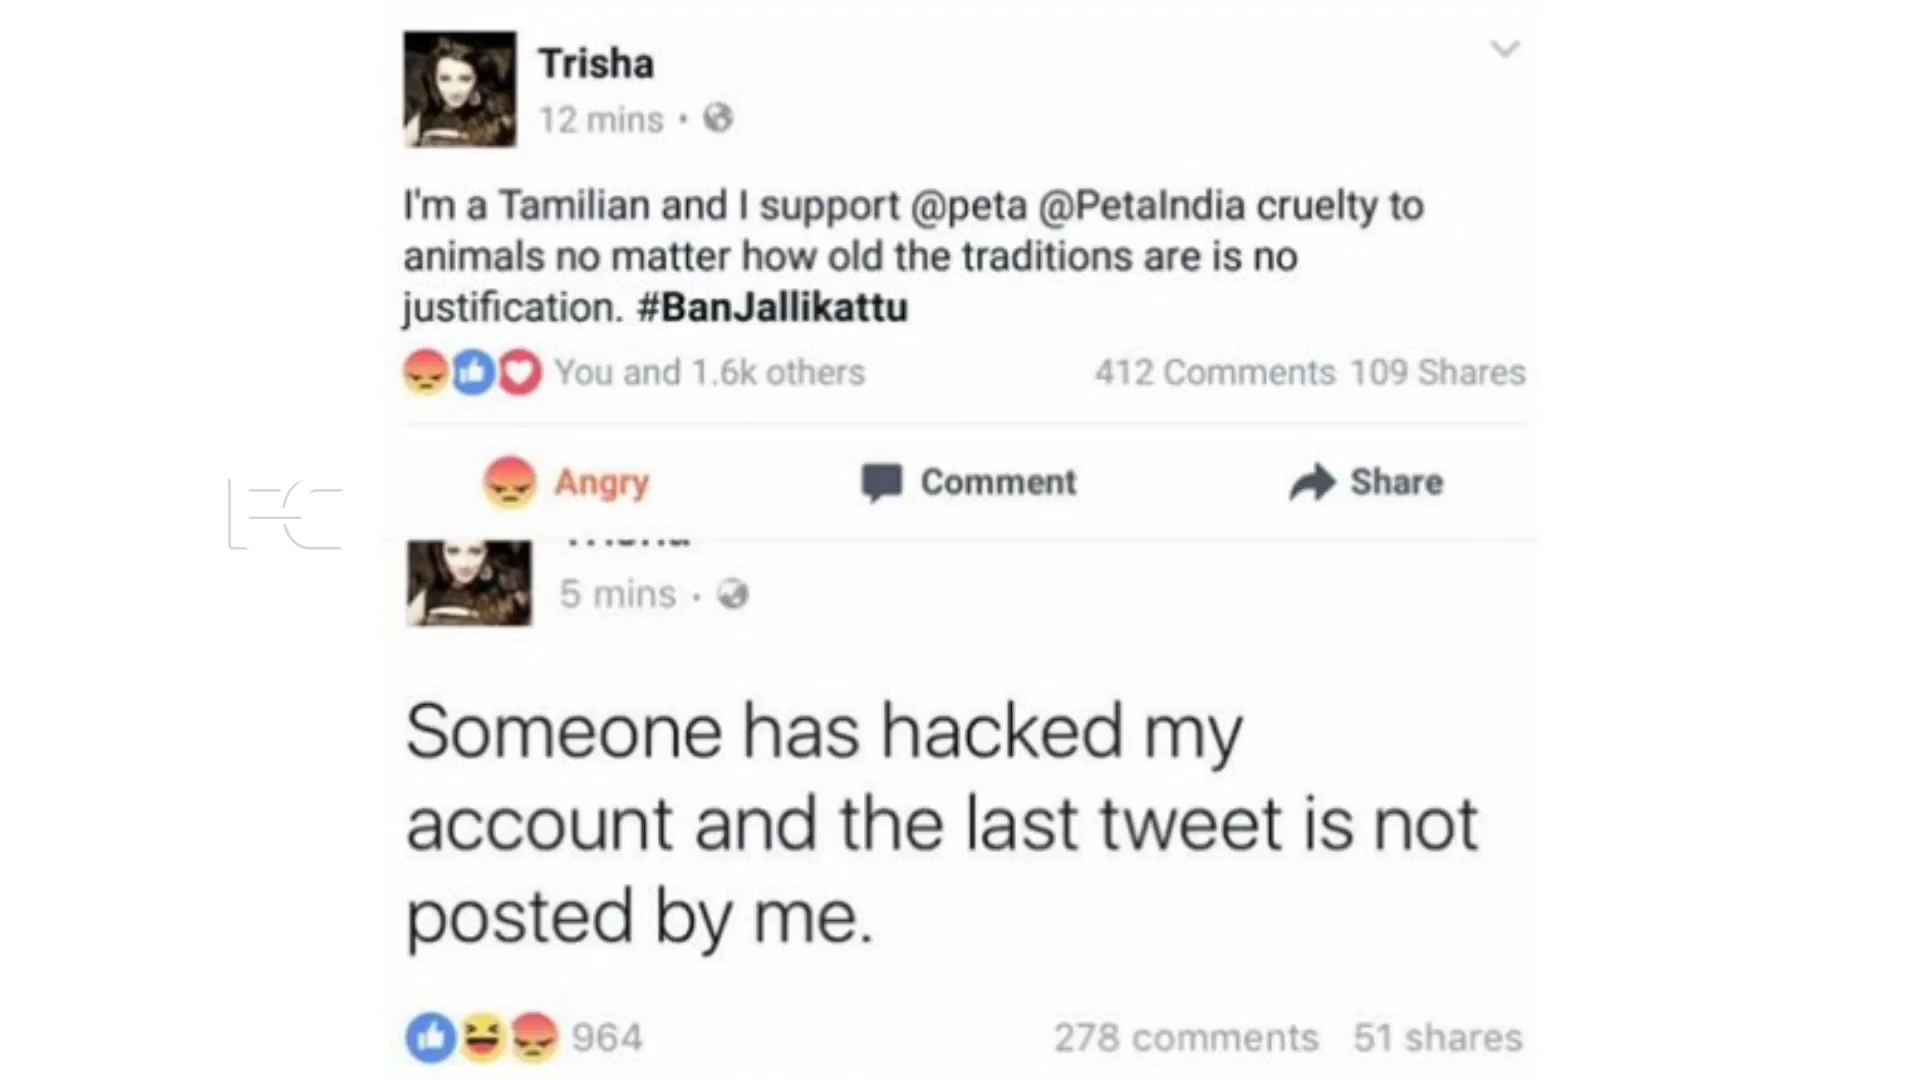 Trisha
12 mins ·
I'm a Tamilian and I support @peta @PetaIndia cruelty to
animals no matter how old the traditions are is no
justification. #BanJallikattu
You and 1.6k others 412 Comments 109 Shares
Angry Comment Share
FC
5 mins ·
Someone has hacked my
account and the last tweet is not
posted by me.
964 278 comments 51 shares